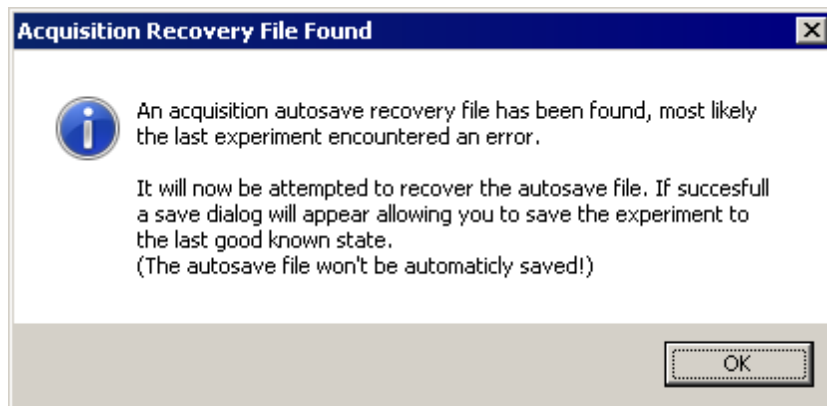 Acquisition Recovery File Found
An acquisition autosave recovery file has been found, most likely
the last experiment encountered an error.
It will now be attempted to recover the autosave file. If succesfull
a save dialog will appear allowing you to save the experiment to
the last good known state.
(The autosave file won't be automaticly saved!)
OK